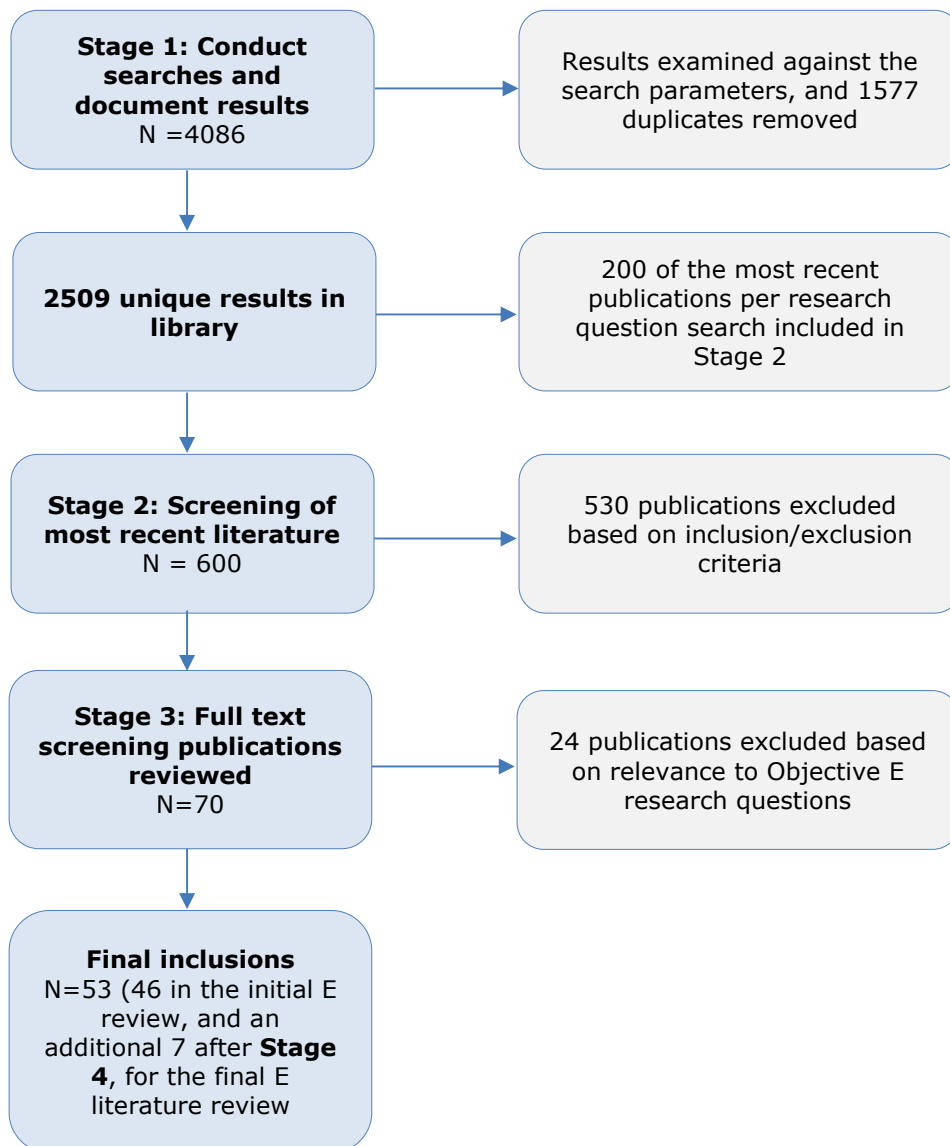 Stage 1: Conduct
searches and
document results
N =4086
Results examined against the
search parameters, and 1577
duplicates removed
2509 unique results in
library
200 of the most recent
publications per research
question search included in
Stage 2
Stage 2: Screening of
most recent literature
N = 600
530 publications excluded
based on inclusion/exclusion
criteria
Stage 3: Full text
screening publications
reviewed
N=70
24 publications excluded based
on relevance to Objective E
research questions
Final inclusions
N=53 (46 in the initial E
review, and an
additional 7 after Stage
4, for the final E
literature review